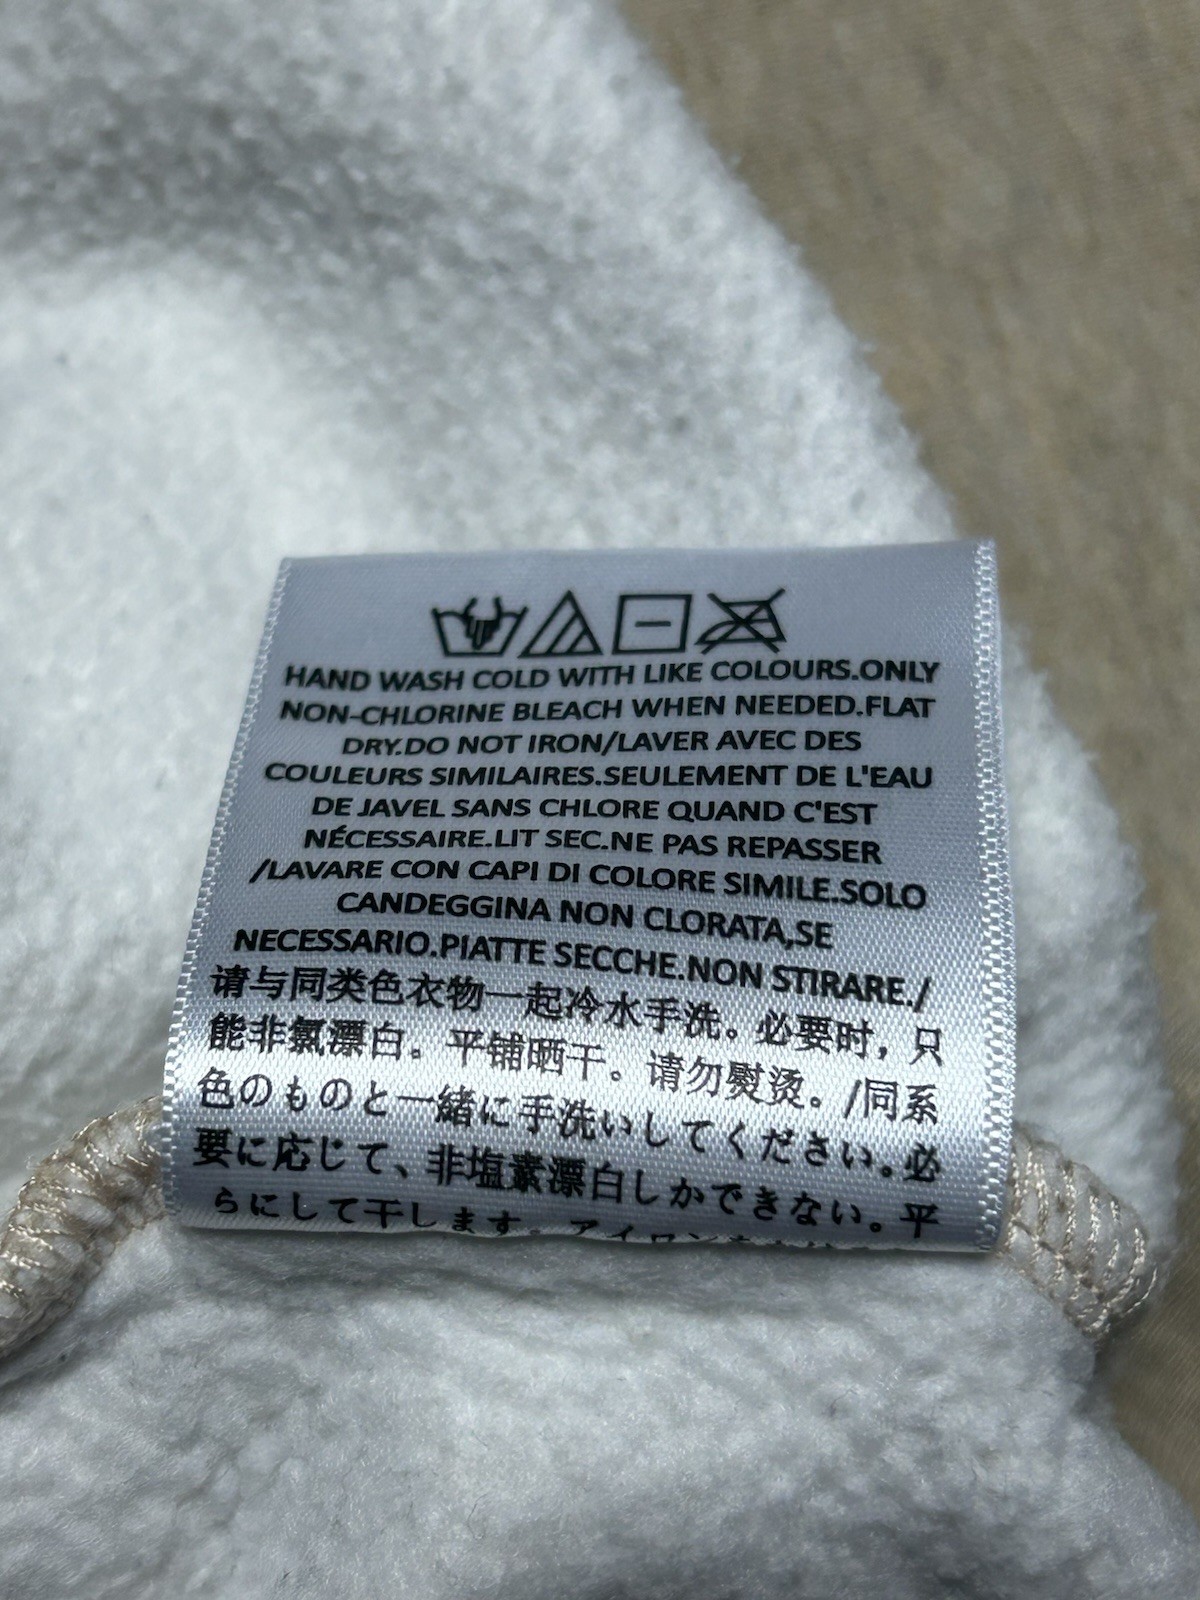 HAND WASH COLD WITH LIKE COLOURS.ONLY
NON-CHLORINE BLEACH WHEN NEEDED.FLAT
DRY.DO NOT IRON/LAVER AVEC DES
COULEURS SIMILAIRES.SEULEMENT DE L'EAU
DE JAVEL SANS CHLORE QUAND C'EST
NÉCESSAIRE.LIT SEC.NE PAS REPASSER
/LAVARE CON CAPI DI COLORE SIMILE.SOLO
CANDEGGINA NON CLORATA,SE
NECESSARIO.PIATTE SECCHE.NON STIRARE./
请与同类色衣物一起冷水手洗。必要时，只
能非氯漂白。平铺晒干。请勿熨烫。/同系
色のものと一緒に手洗いしてください。必
要に応じて、非塩素漂白しかできない。平
らにして干します。アイロン